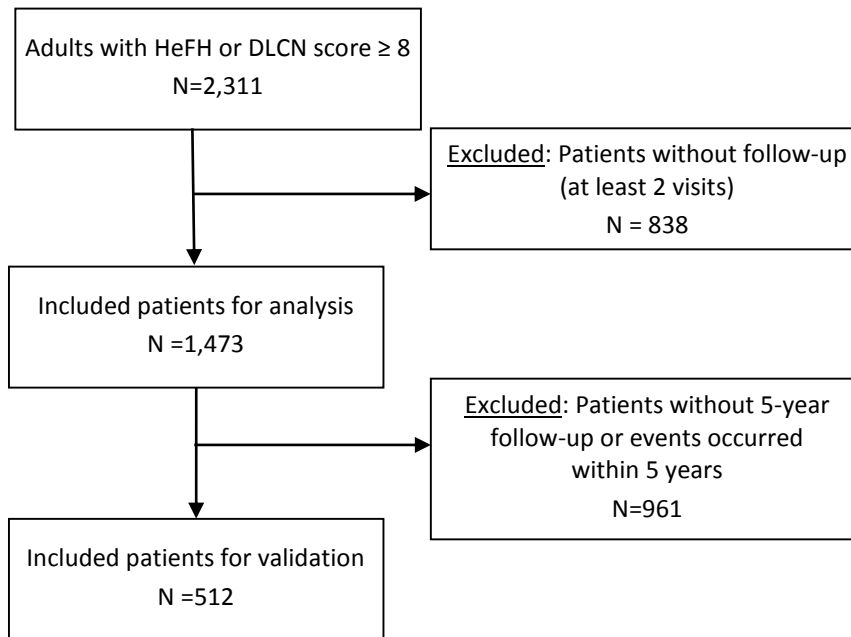 Adults with HeFH or DLCN score ≥ 8
N=2,311
Excluded: Patients without follow-up
(at least 2 visits)
N = 838
Included patients for analysis
N =1,473
Excluded: Patients without 5-year
follow-up or events occurred
within 5 years
N=961
Included patients for validation
N =512